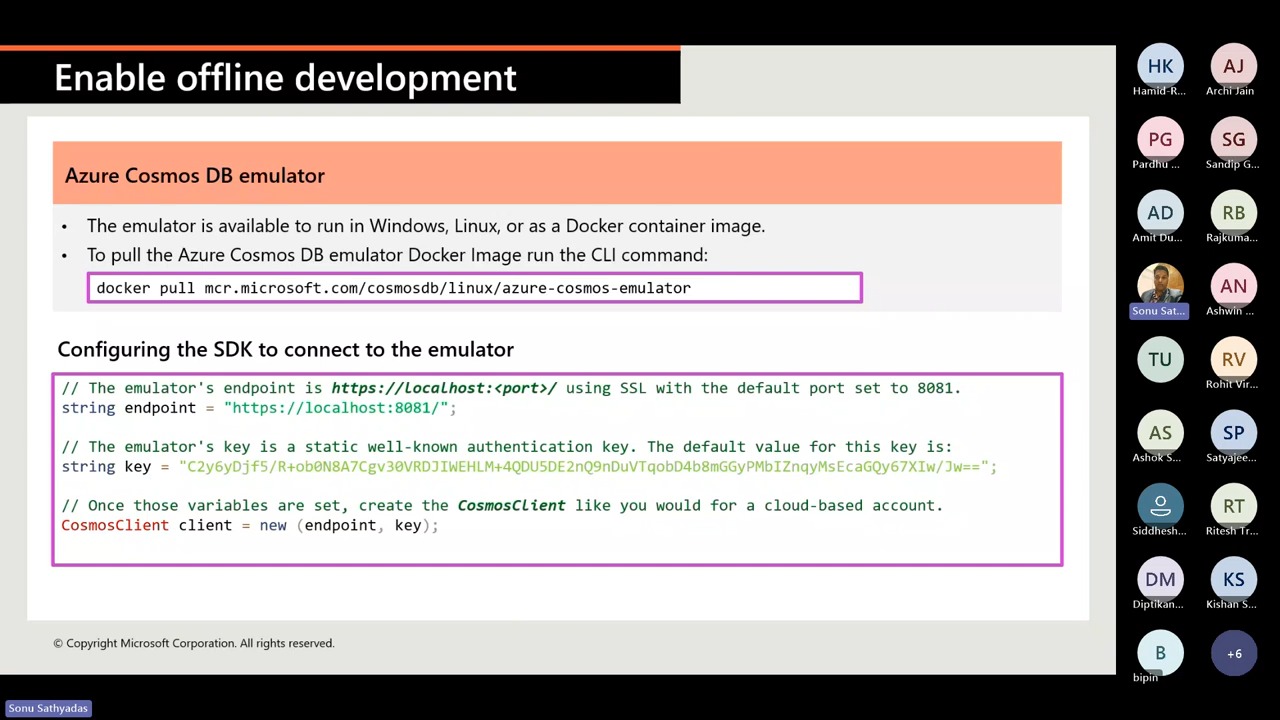 Enable offline development
Azure Cosmos DB emulator
• The emulator is available to run in Windows, Linux, or as a Docker container image.
• To pull the Azure Cosmos DB emulator Docker Image run the CLI command:
docker pull mcr.microsoft.com/cosmosdb/linux/azure-cosmos-emulator
Configuring the SDK to connect to the emulator
// The emulator's endpoint is https://localhost:<port>/ using SSL with the default port set to 8081.
string endpoint = "https://localhost:8081/";
// The emulator's key is a static well-known authentication key. The default value for this key is:
string key = "C2y6yDjf5/R+ob0N8A7Cgv30VRDJIWEHLM+4QDU5DE2nQ9nDuVTqobD4b8mGGyPMbIZnqyMsEcaGQy67XIw/Jw==";
// Once those variables are set, create the CosmosClient like you would for a cloud-based account.
CosmosClient client = new (endpoint, key);
© Copyright Microsoft Corporation. All rights reserved.
Sonu Sathyadas
HK AJ
Hamid-R... Archi Jain
PG SG
Pardhu ... Sandip G...
AD RB
Amit Du... Rajkuma...
AN
Sonu Sat... Ashwin ...
TU RV
Rohit Vir...
AS SP
Ashok S... Satyajee...
RT
Siddhesh... Ritesh Tr...
DM KS
Diptikan... Kishan S...
B +6
bipin